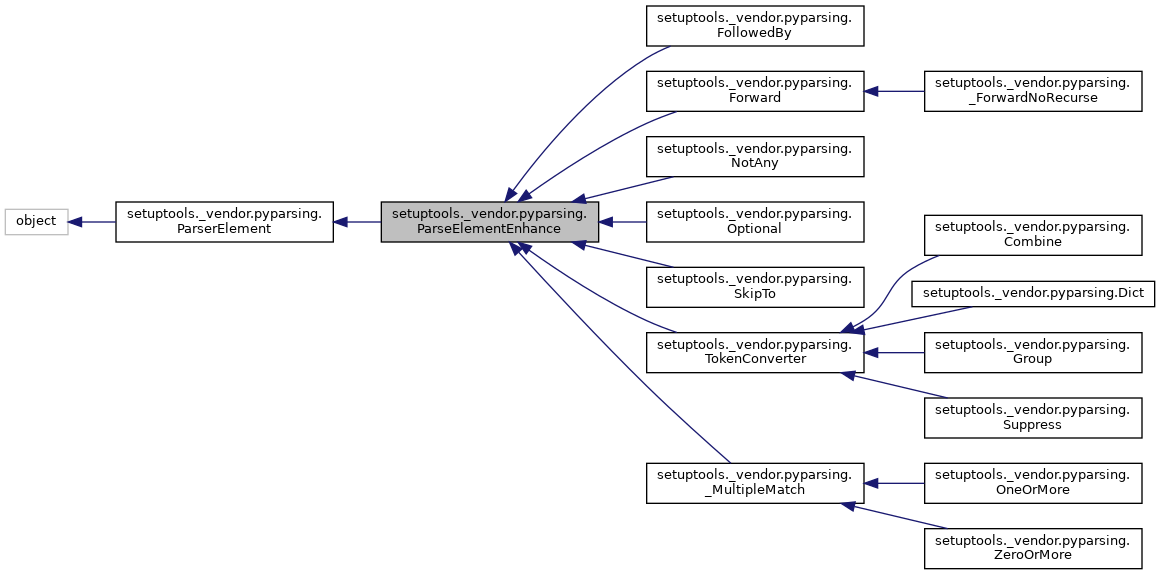 object
setuptools._vendor.pyparsing.
ParserElement
setuptools._vendor.pyparsing.
ParseElementEnhance
setuptools._vendor.pyparsing.
FollowedBy
setuptools._vendor.pyparsing.
Forward
setuptools._vendor.pyparsing.
_ForwardNoRecurse
setuptools._vendor.pyparsing.
NotAny
setuptools._vendor.pyparsing.
Optional
setuptools._vendor.pyparsing.
SkipTo
setuptools._vendor.pyparsing.
TokenConverter
setuptools._vendor.pyparsing.
Combine
setuptools._vendor.pyparsing.Dict
setuptools._vendor.pyparsing.
Group
setuptools._vendor.pyparsing.
Suppress
setuptools._vendor.pyparsing.
_MultipleMatch
setuptools._vendor.pyparsing.
OneOrMore
setuptools._vendor.pyparsing.
ZeroOrMore